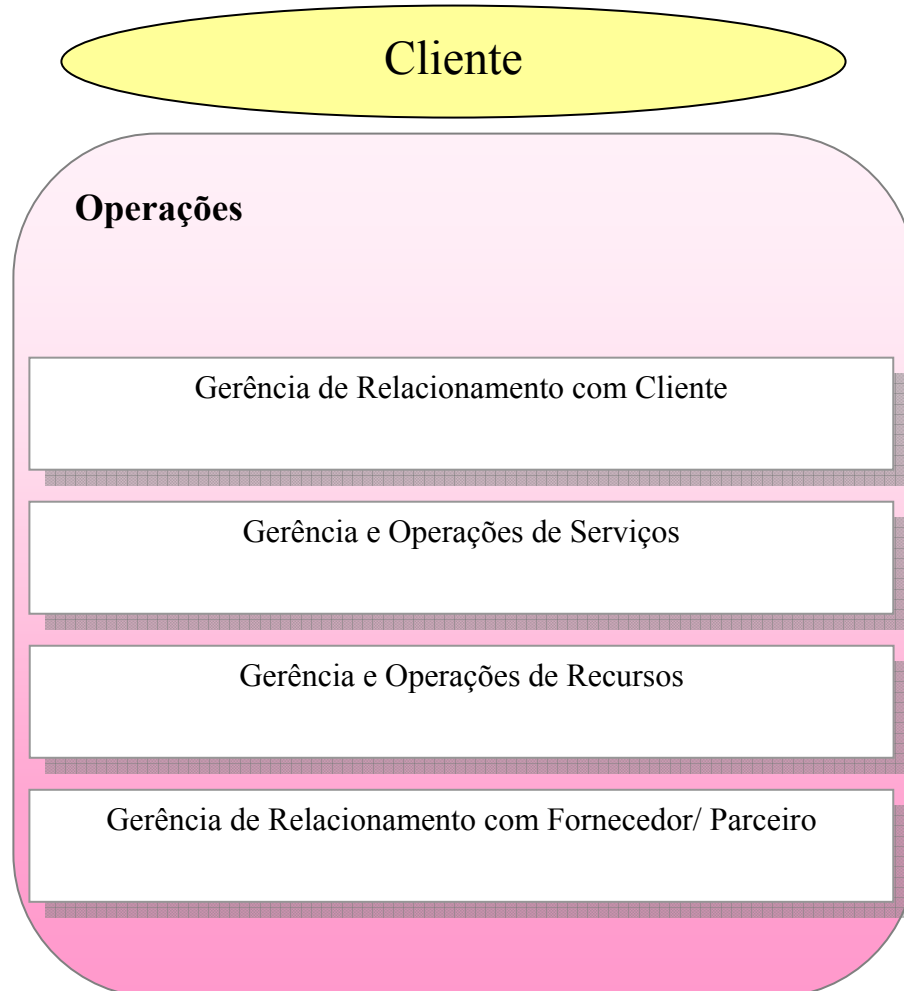 Cliente
Operações
Gerência de Relacionamento com Cliente
Gerência e Operações de Serviços
Gerência e Operações de Recursos
Gerência de Relacionamento com Fornecedor/ Parceiro